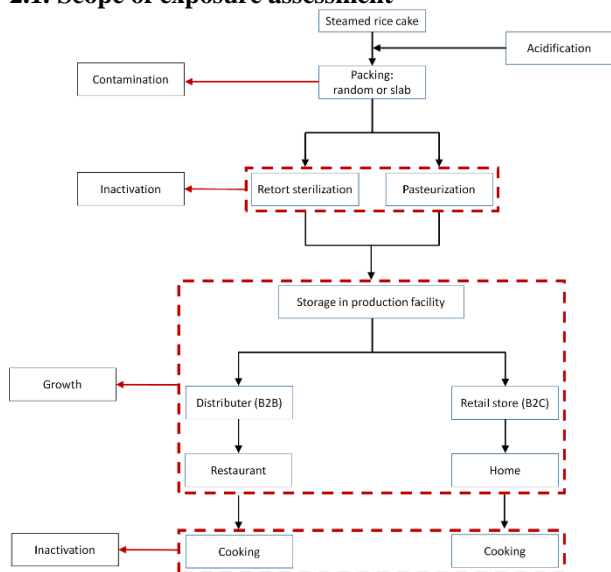 2.1. Scope of exposure assessment
Steamed rice cake
Acidification
Contamination
Packing:
random or slab
Inactivation
Retort sterilization
Pasteurization
Storage in production facility
Growth
Distributer (B2B)
Retail store (B2C)
Restaurant
Home
Inactivation
Cooking
Cooking